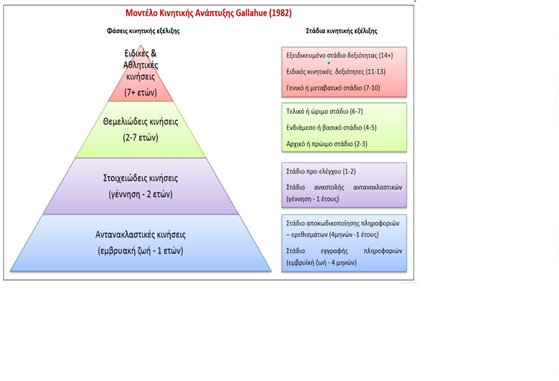 Μοντέλο Κινητικής Ανάπτυξης Gallahue (1982)
Φάσεις κινητικής εξέλιξης
Στάδια κινητικής εξέλιξης
Ειδικές &
Αθλητικές
κινήσεις
(7+ ετών)
Εξειδικευμένο στάδιο δεξιότητας (14+)
Ειδικές κινητικές δεξιότητες (11-13)
Γενικό ή μεταβατικό στάδιο (7-10)
Θεμελιώδεις κινήσεις
(2-7 ετών)
Τελικό ή ώριμο στάδιο (6-7)
Ενδιάμεσο ή βασικό στάδιο (4-5)
Αρχικό ή πρώιμο στάδιο (2-3)
Στοιχειώδεις κινήσεις
(γέννηση - 2 ετών)
Στάδιο προ-ελέγχου (1-2)
Στάδιο αναστολής αντανακλαστικών
(γέννηση - 1 έτους)
Αντανακλαστικές κινήσεις
(εμβρυακή ζωή - 1 ετών)
Στάδιο αποκωδικοποίησης πληροφοριών
– ερεθισμάτων (4μηνών -1 έτους)
Στάδιο εγγραφής πληροφοριών
(εμβρυϊκή ζωή - 4 μηνών)